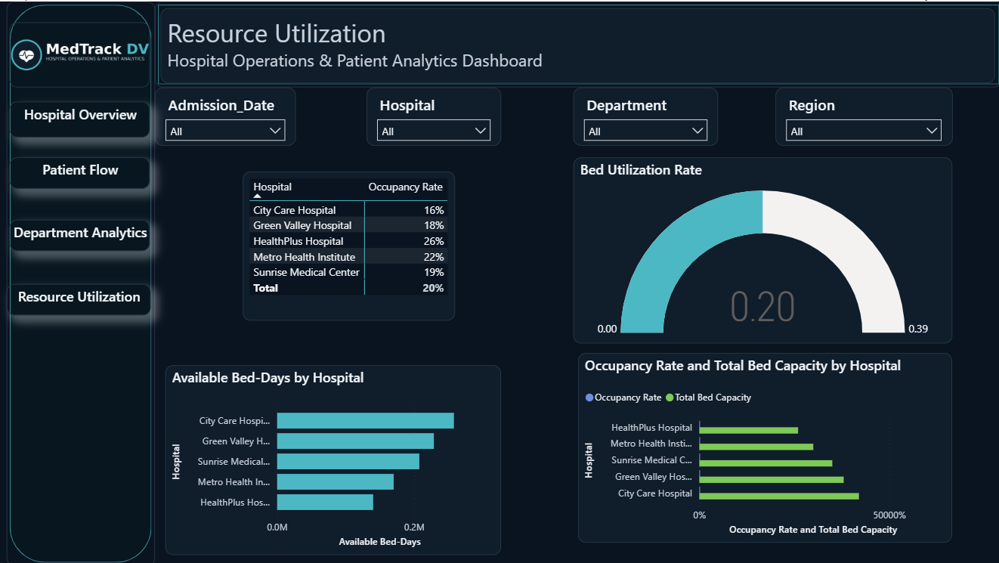 MedTrack DV
HOSPITAL OPERATIONS & PATIENT ANALYTICS
Hospital Overview
Patient Flow
Department Analytics
Resource Utilization
Resource Utilization
Hospital Operations & Patient Analytics Dashboard
Admission_Date
All
Hospital
All
Department
All
Region
All
Hospital Occupancy Rate
City Care Hospital 16%
Green Valley Hospital 18%
HealthPlus Hospital 26%
Metro Health Institute 22%
Sunrise Medical Center 19%
Total 20%
Bed Utilization Rate
0.20
0.00 0.39
Available Bed-Days by Hospital
Hospital
City Care Hospi...
Green Valley H...
Sunrise Medical...
Metro Health In...
HealthPlus Hos...
0.0M 0.2M
Available Bed-Days
Occupancy Rate and Total Bed Capacity by Hospital
Occupancy Rate Total Bed Capacity
Hospital
HealthPlus Hospital
Metro Health Insti...
Sunrise Medical C...
Green Valley Hos...
City Care Hospital
0% 50000%
Occupancy Rate and Total Bed Capacity